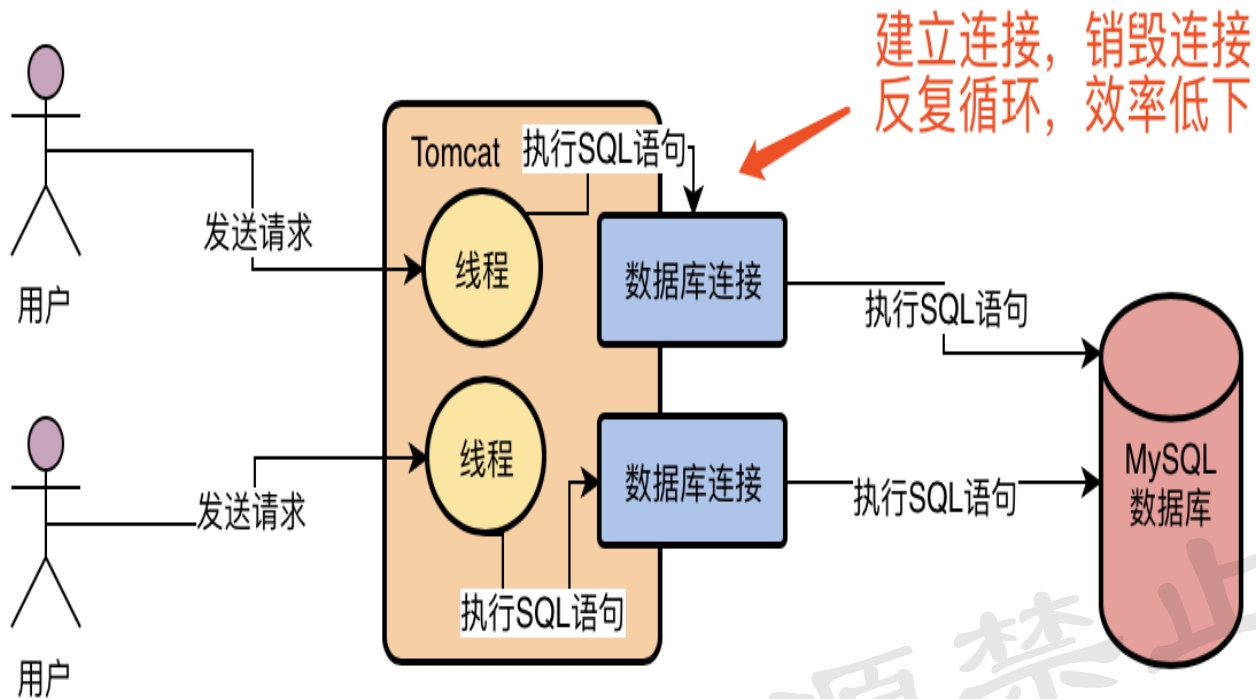 建立连接，销毁连接
反复循环，效率低下
Tomcat
执行SQL语句
发送请求
线程
数据库连接
用户
执行SQL语句
线程
数据库连接
MySQL
数据库
发送请求
执行SQL语句
执行SQL语句
用户
源禁止